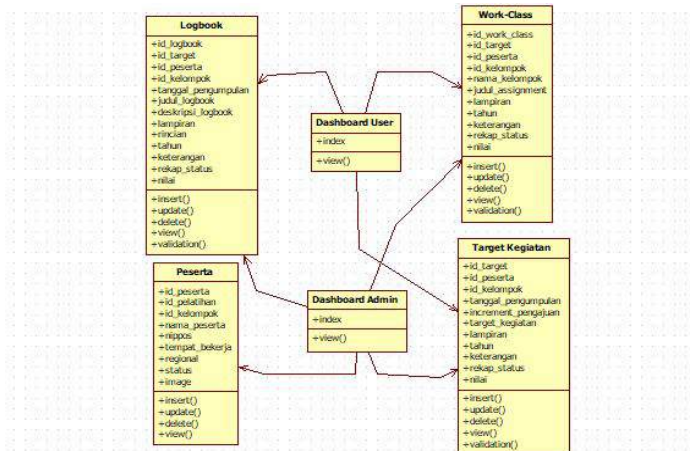 Logbook
+id_logbook
+id_target
+id_peserta
+id_kelompok
+tanggal_pengumpulan
+judul_logbook
+deskripsi_logbook
+lampiran
+rincian
+tahun
+keterangan
+rekap_status
+nilai
+insert()
+update()
+delete()
+view()
+validation()
Work-Class
+id_work_class
+id_target
+id_peserta
+id_kelompok
+nama_kelompok
+judul_assignment
+lampiran
+tahun
+keterangan
+rekap_status
+nilai
+insert()
+update()
+delete()
+view()
+validation()
Dashboard User
+index
+view()
Peserta
+id_peserta
+id_pelatihan
+id_kelompok
+nama_peserta
+nippos
+tempat_bekerja
+regional
+status
+image
+insert()
+update()
+delete()
+view()
Dashboard Admin
+index
+view()
Target Kegiatan
+id_target
+id_peserta
+id_kelompok
+tanggal_pengumpulan
+increment_pengajuan
+target_kegiatan
+lampiran
+tahun
+keterangan
+rekap_status
+nilai
+insert()
+update()
+delete()
+view()
+validation()